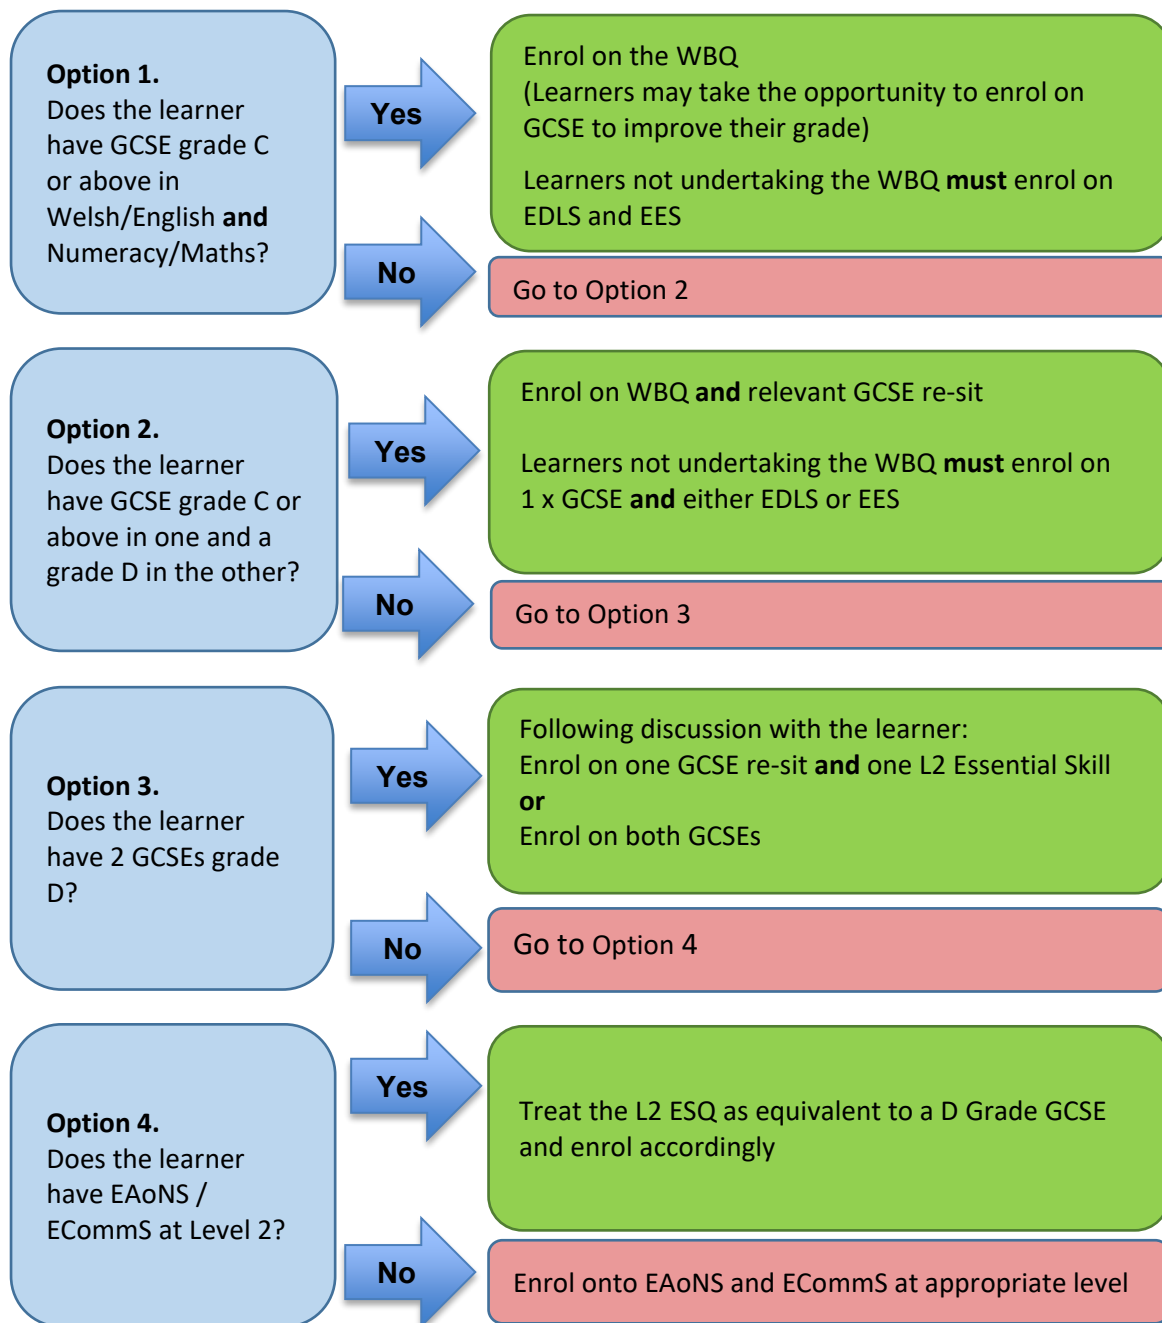 Option 1.
Does the learner
have GCSE grade C
or above in
Welsh/English and
Numeracy/Maths?
Yes
Enrol on the WBQ
(Learners may take the opportunity to enrol on
GCSE to improve their grade)
Learners not undertaking the WBQ must enrol on
EDLS and EES
No
Go to Option 2
Option 2.
Does the learner
have GCSE grade C or
above in one and a
grade D in the other?
Yes
Enrol on WBQ and relevant GCSE re-sit
Learners not undertaking the WBQ must enrol on
1 x GCSE and either EDLS or EES
No
Go to Option 3
Option 3.
Does the learner
have 2 GCSEs grade
D?
Yes
Following discussion with the learner:
Enrol on one GCSE re-sit and one L2 Essential Skill
or
Enrol on both GCSEs
No
Go to Option 4
Option 4.
Does the learner
have EAoNS /
ECommS at Level 2?
Yes
Treat the L2 ESQ as equivalent to a D Grade GCSE
and enrol accordingly
No
Enrol onto EAoNS and ECommS at appropriate level